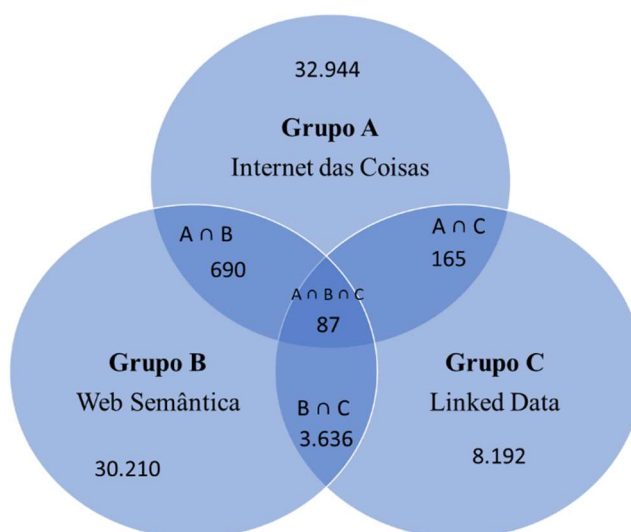 32.944
Grupo A
Internet das Coisas
A ∩ B
690
A ∩ C
165
A ∩ B ∩ C
87
Grupo B
Web Semântica
30.210
B ∩ C
3.636
Grupo C
Linked Data
8.192